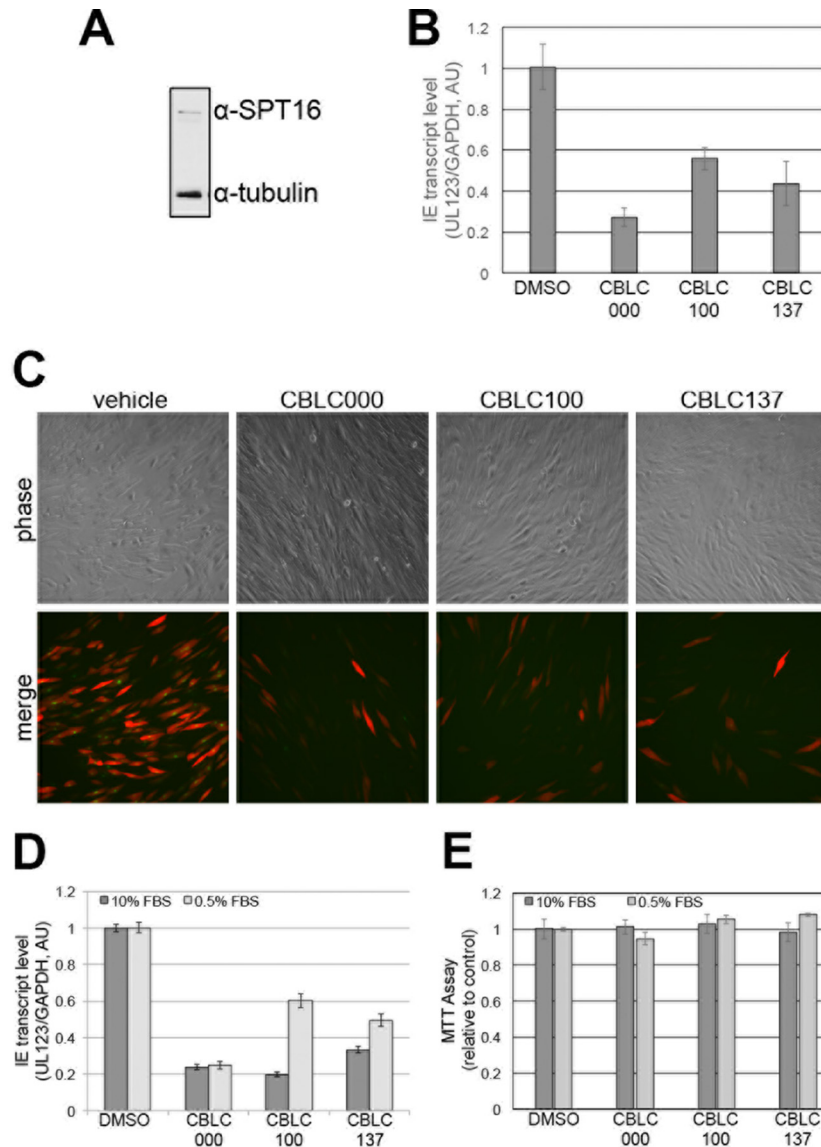 A
α-SPT16
α-tubulin
B
IE transcript level
(UL123/GAPDH, AU)
1.2
1
0.8
0.6
0.4
0.2
0
DMSO
CBLC
000
CBLC
100
CBLC
137
C
vehicle
CBLC000
CBLC100
CBLC137
phase
merge
D
IE transcript level
(UL123/GAPDH, AU)
1.2
1
0.8
0.6
0.4
0.2
0
10% FBS
0.5% FBS
DMSO
CBLC
000
CBLC
100
CBLC
137
E
MTT Assay
(relative to control)
1.2
1
0.8
0.6
0.4
0.2
0
10% FBS
0.5% FBS
DMSO
CBLC
000
CBLC
100
CBLC
137